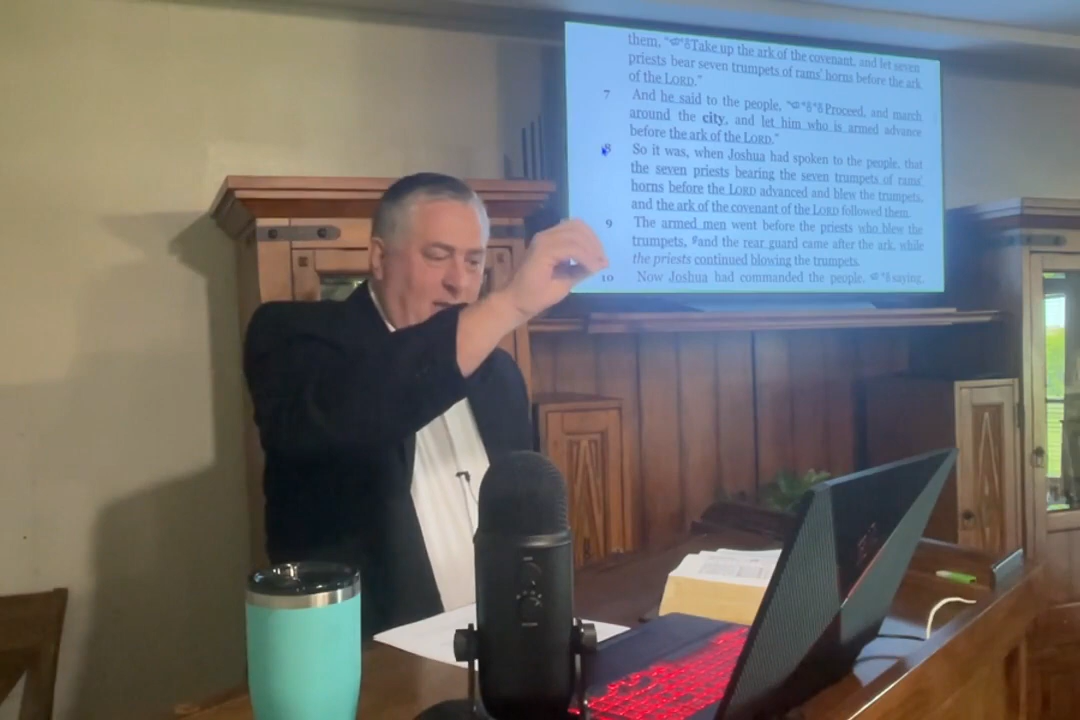 them, "8Take up the ark of the covenant, and let seven
priests bear seven trumpets of rams' horns before the ark
of the LORD."
7 And he said to the people, "8"8Proceed, and march
around the city, and let him who is armed advance
before the ark of the LORD."
8 So it was, when Joshua had spoken to the people, that
the seven priests bearing the seven trumpets of rams'
horns before the LORD advanced and blew the trumpets,
and the ark of the covenant of the LORD followed them.
9 The armed men went before the priests who blew the
trumpets, and the rear guard came after the ark, while
the priests continued blowing the trumpets.
10 Now Joshua had commanded the people, "8saying,